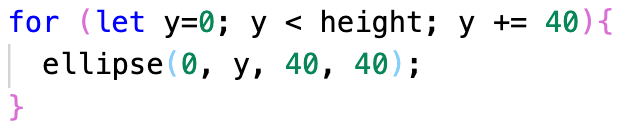 for (let y=0; y < height; y += 40){
  ellipse(0, y, 40, 40);
}